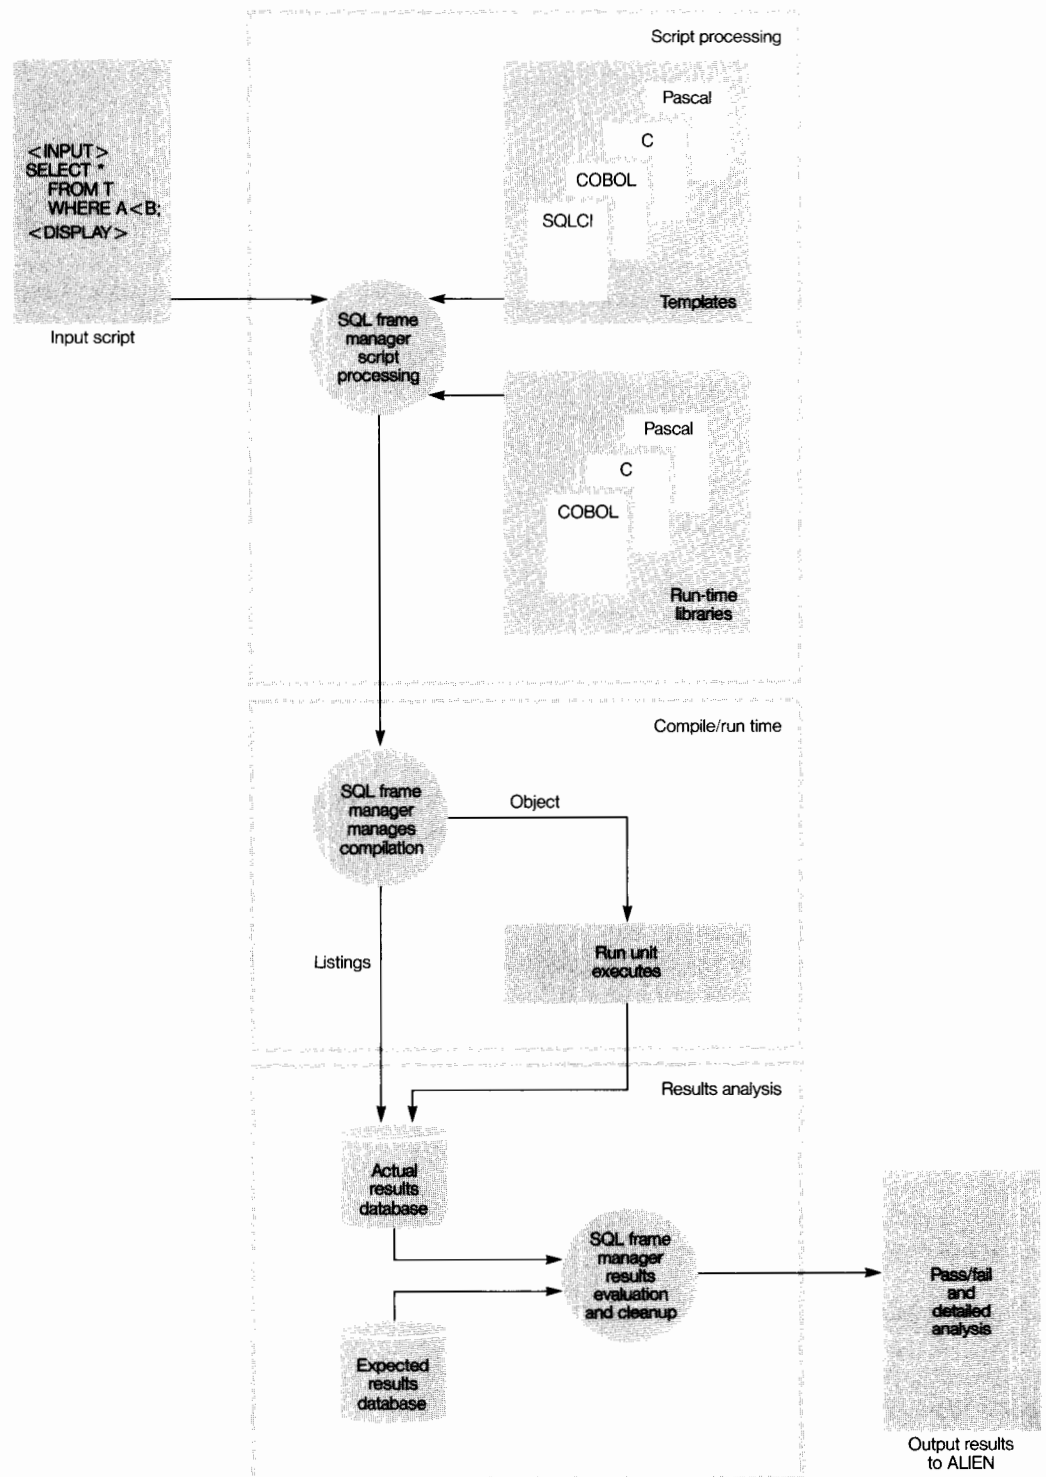 Script processing
<INPUT>
SELECT *
FROM T
WHERE A<B;
<DISPLAY>
Input script
Pascal
C
COBOL
SQLCI
Templates
SQL frame
manager
script
processing
Pascal
C
COBOL
Run-time
libraries
Compile/run time
SQL frame
manager
manages
compilation
Object
Listings
Run unit
executes
Results analysis
Actual
results
database
SQL frame
manager
results
evaluation
and cleanup
Expected
results
database
Pass/fail
and
detailed
analysis
Output results
to ALIEN